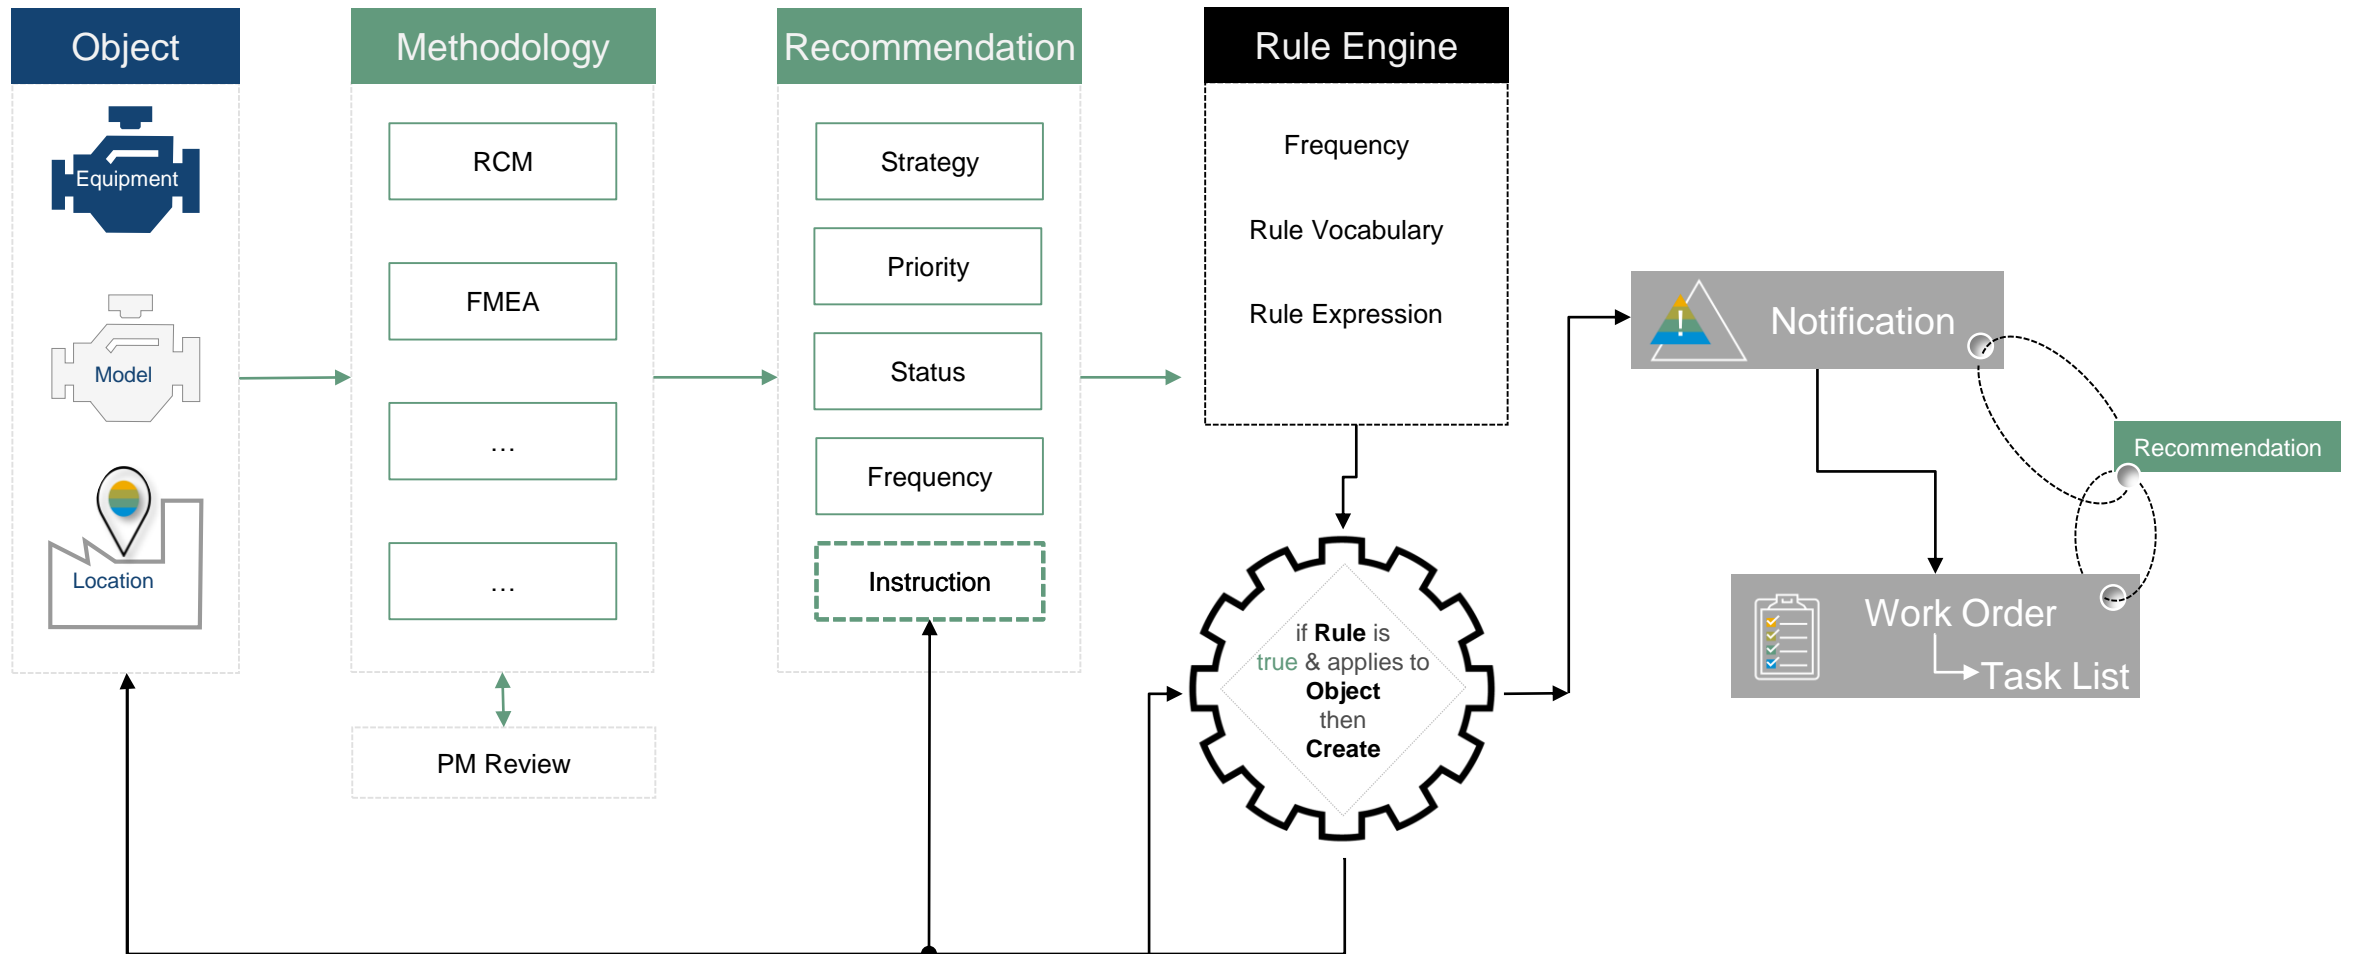 Object
Equipment
Model
Location
Methodology
RCM
FMEA
...
...
PM Review
Recommendation
Strategy
Priority
Status
Frequency
Instruction
Rule Engine
Frequency
Rule Vocabulary
Rule Expression
if Rule is
true & applies to
Object
then
Create
!
Notification
Recommendation
Work Order
Task List